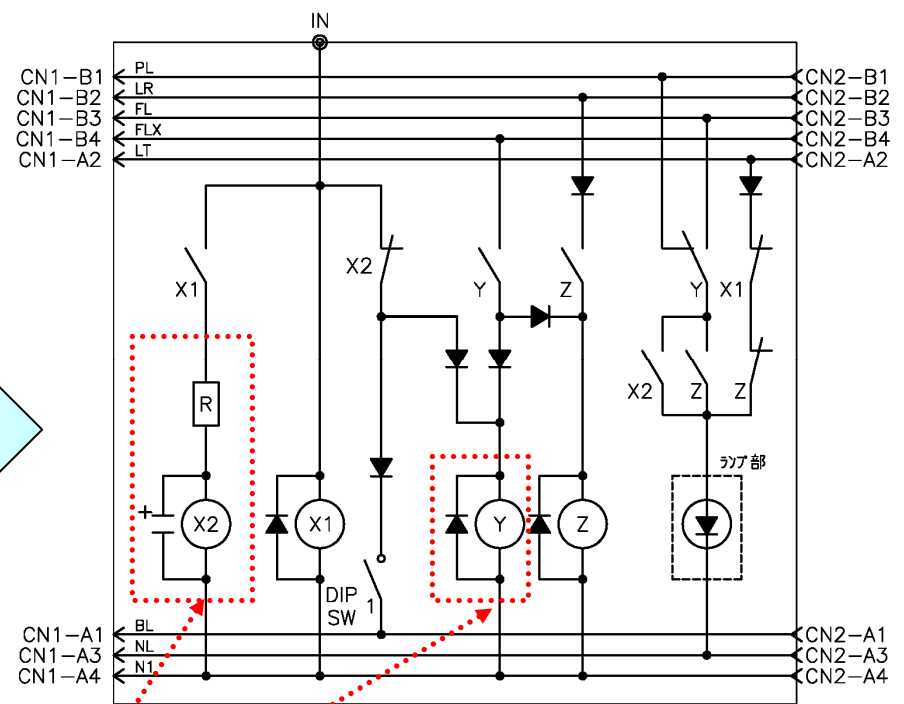 IN
CN1-B1 PL CN2-B1
CN1-B2 LR CN2-B2
CN1-B3 FL CN2-B3
CN1-B4 FLX CN2-B4
CN1-A2 LT CN2-A2
X1 X2 Y Z Y X1
R X2 Z Z
ランプ部
+ X2 X1 Y Z
DIP SW 1
CN1-A1 BL CN2-A1
CN1-A3 NL CN2-A3
CN1-A4 N1 CN2-A4